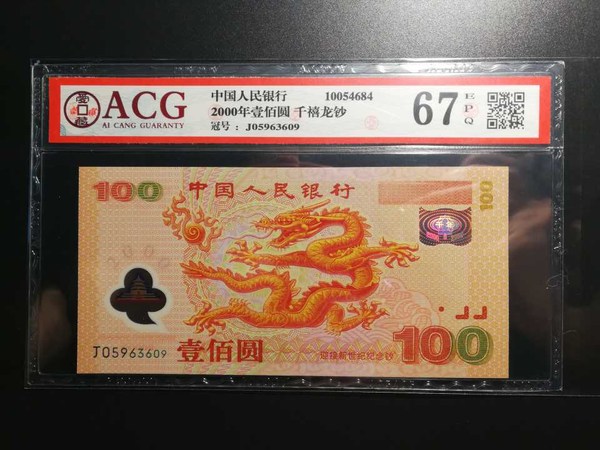 ACG
AI CANG GUARANTY
中国人民银行 10054684
2000年壹佰圆 千禧龙钞
冠号：J05963609
67 EPQ
100 中国人民银行 100
2000
J05963609
壹佰圆
迎接新世纪纪念钞
100